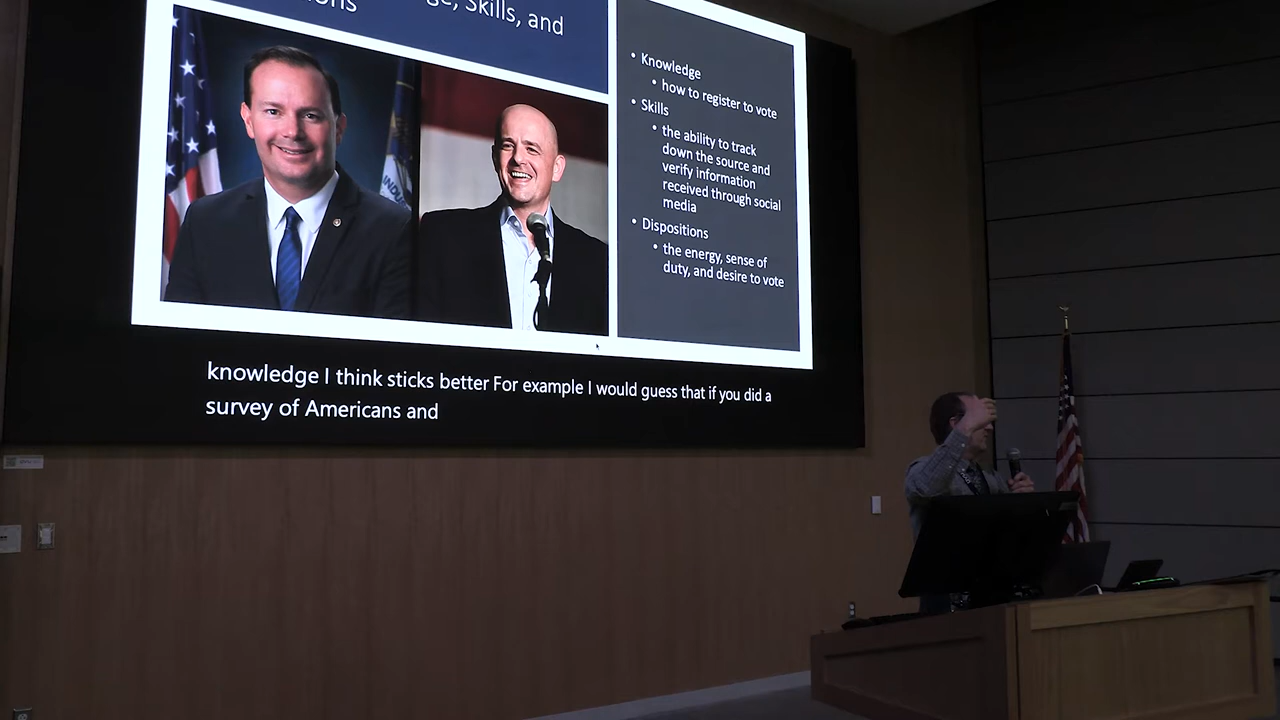 Skills, and
• Knowledge
• how to register to vote
• Skills
• the ability to track
down the source and
verify information
received through social
media
• Dispositions
• the energy, sense of
duty, and desire to vote
knowledge I think sticks better For example I would guess that if you did a
survey of Americans and